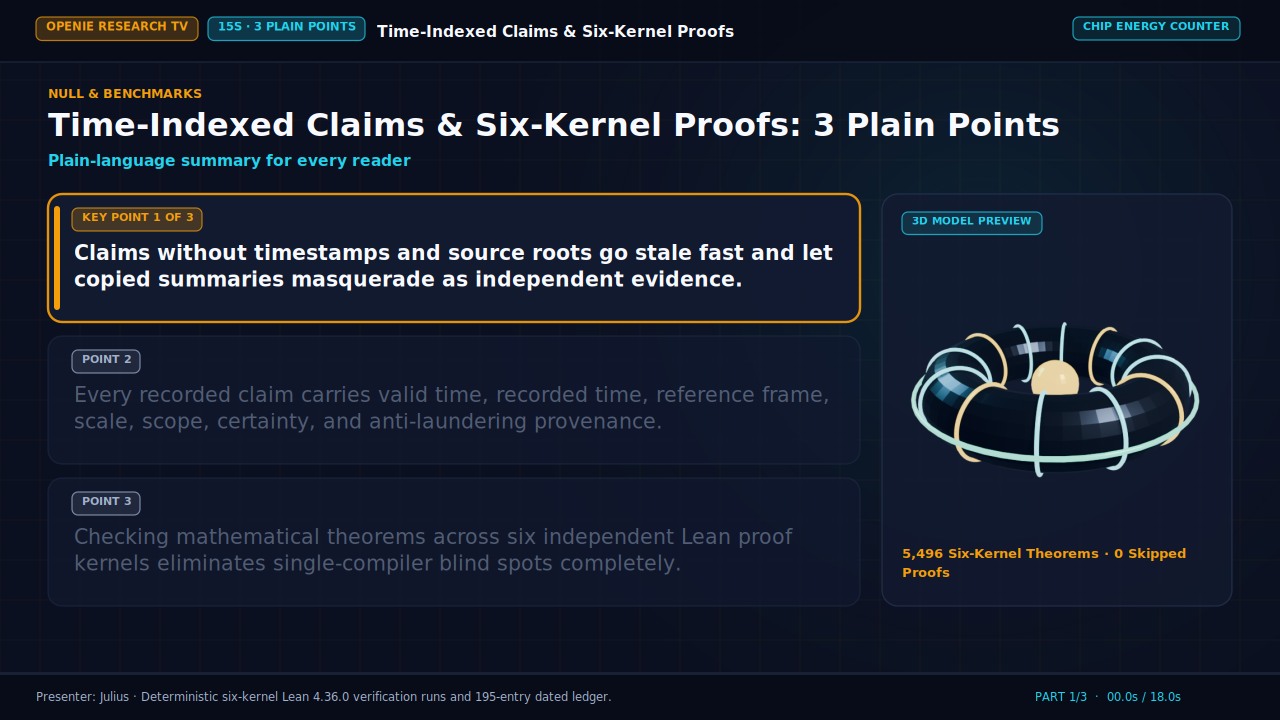 OPENIE RESEARCH TV
15S · 3 PLAIN POINTS
Time-Indexed Claims & Six-Kernel Proofs
CHIP ENERGY COUNTER
NULL & BENCHMARKS
Time-Indexed Claims & Six-Kernel Proofs: 3 Plain Points
Plain-language summary for every reader
KEY POINT 1 OF 3
Claims without timestamps and source roots go stale fast and let
copied summaries masquerade as independent evidence.
POINT 2
Every recorded claim carries valid time, recorded time, reference frame,
scale, scope, certainty, and anti-laundering provenance.
POINT 3
Checking mathematical theorems across six independent Lean proof
kernels eliminates single-compiler blind spots completely.
3D MODEL PREVIEW
5,496 Six-Kernel Theorems · 0 Skipped
Proofs
Presenter: Julius · Deterministic six-kernel Lean 4.36.0 verification runs and 195-entry dated ledger.
PART 1/3 · 00.0s / 18.0s